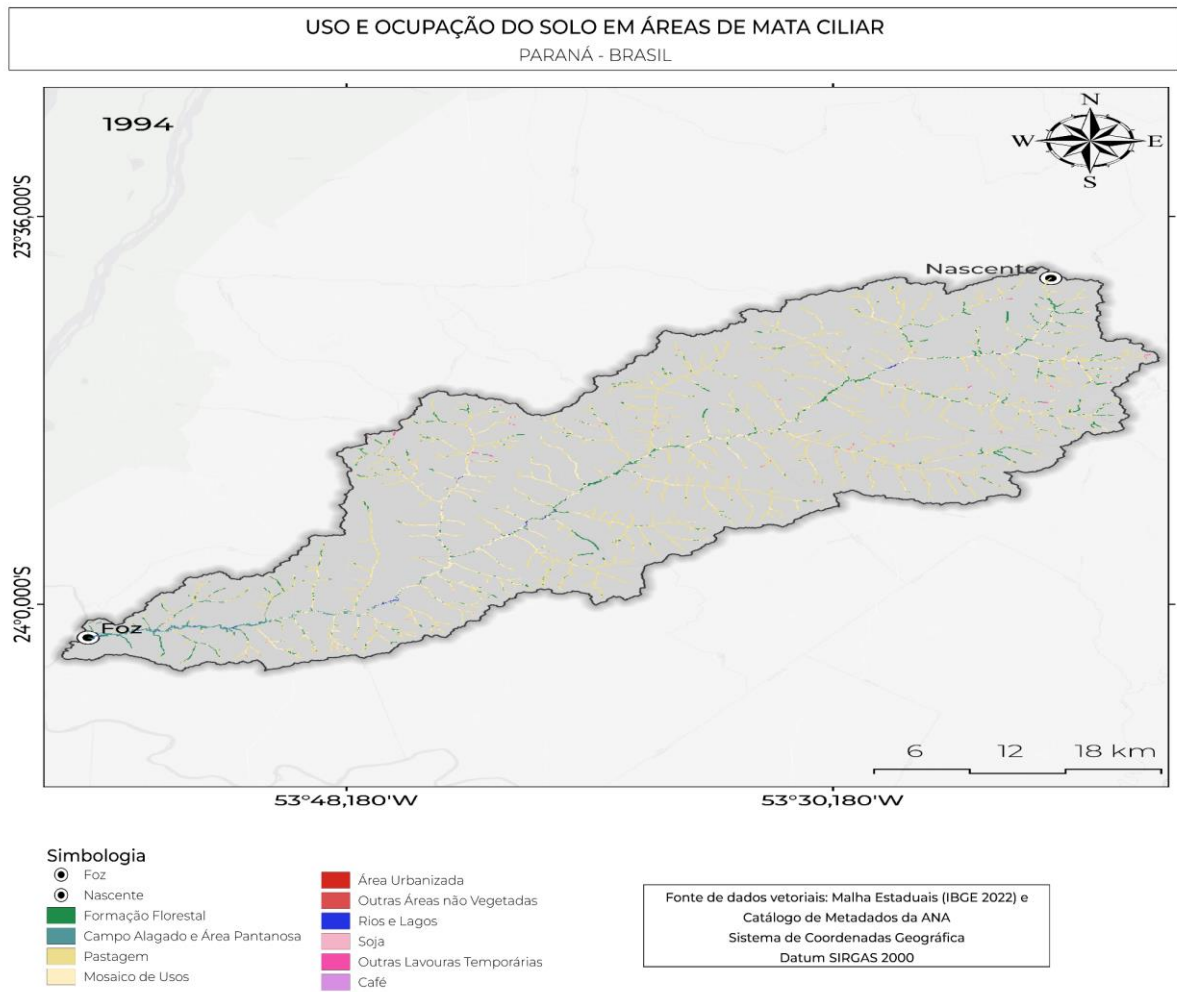 USO E OCUPAÇÃO DO SOLO EM ÁREAS DE MATA CILIAR
PARANÁ - BRASIL
1994
N
W
E
S
23°36,000'S
Nascente
24°0,000'S
Foz
6
12
18 km
53°48,180'W
53°30,180'W
Simbologia
Foz
Nascente
Formação Florestal
Campo Alagado e Área Pantanosa
Pastagem
Mosaico de Usos
Área Urbanizada
Outras Áreas não Vegetadas
Rios e Lagos
Soja
Outras Lavouras Temporárias
Café
Fonte de dados vetoriais: Malha Estaduais (IBGE 2022) e
Catálogo de Metadados da ANA
Sistema de Coordenadas Geográfica
Datum SIRGAS 2000